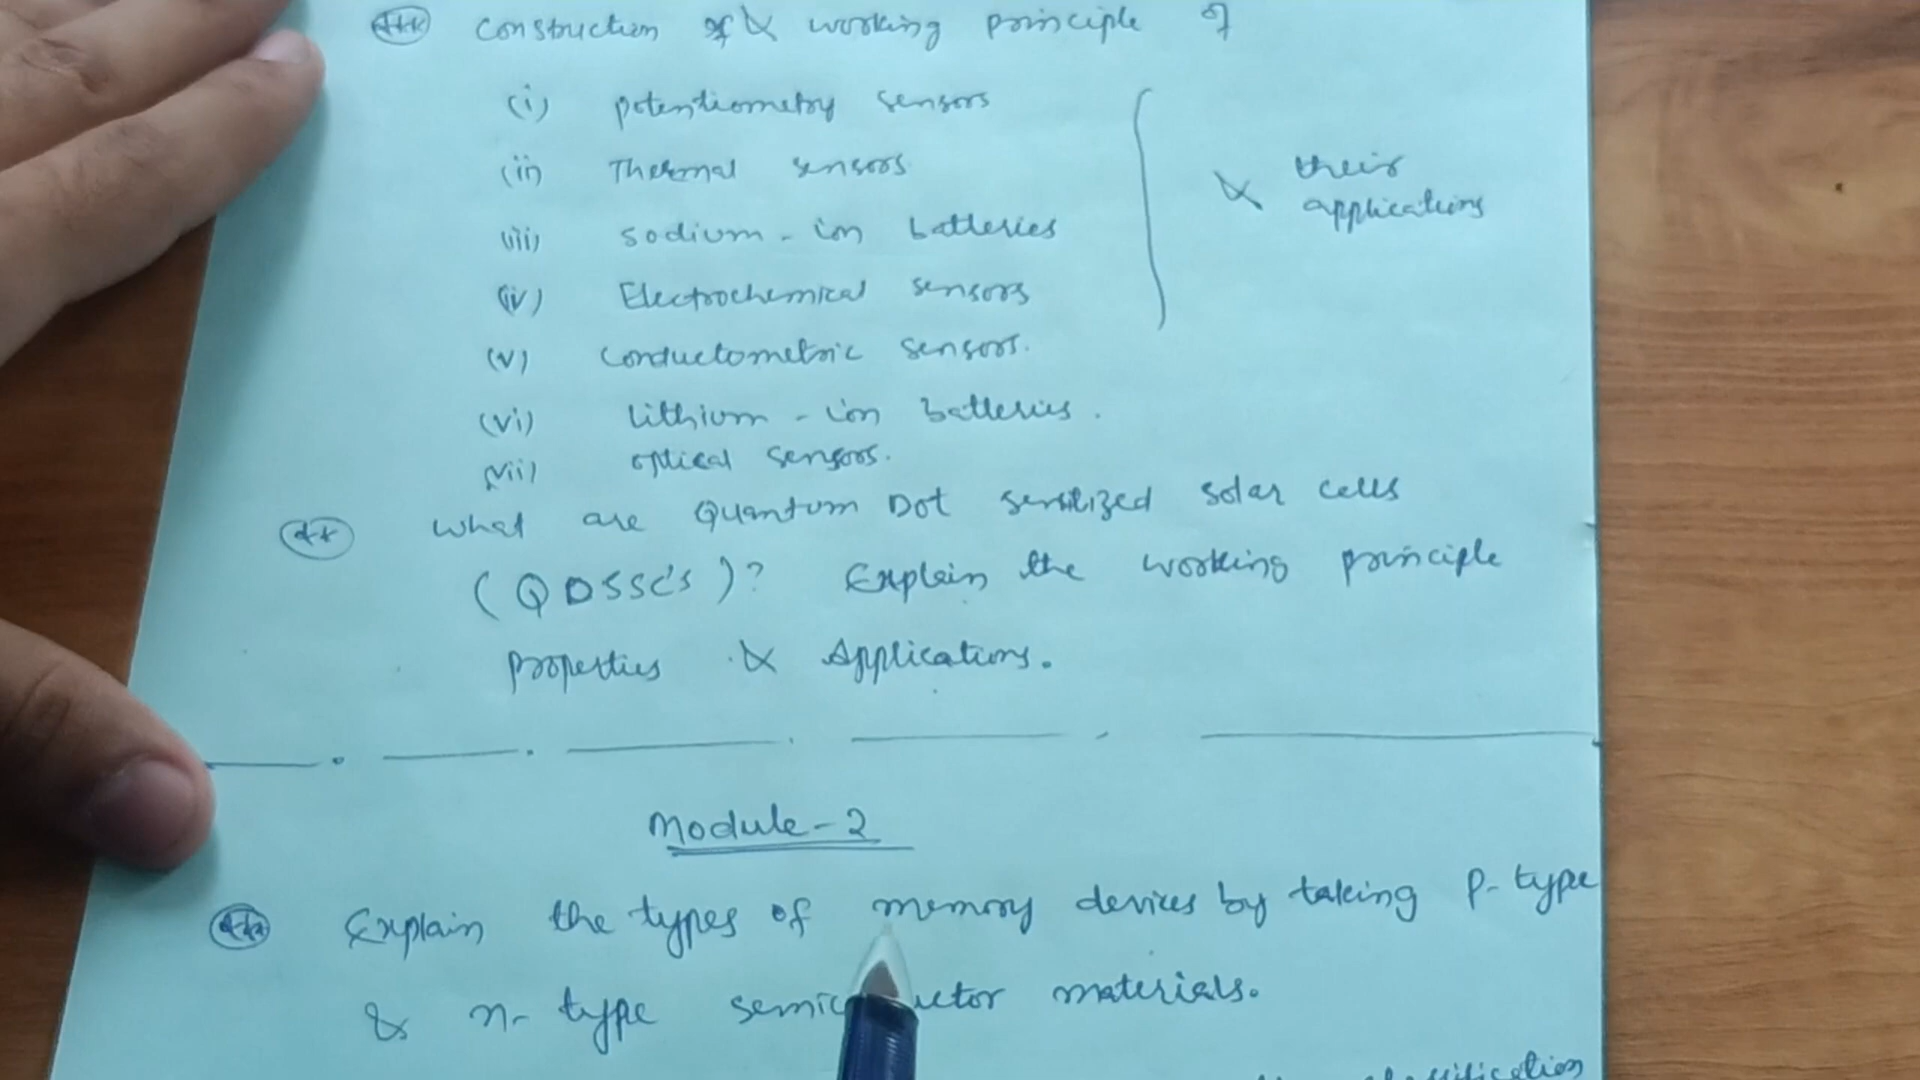 *** construction of & working principle of
(i) potentiometry sensors
(ii) Thermal sensors
& their
applications
(iii) sodium-ion batteries
(iv) Electrochemical sensors
(v) conductometric sensors.
(vi) lithium-ion batteries.
(vii) optical sensors.
** what are Quantum Dot sensitized solar cells
(QDSSC's)? Explain the working principle
properties & Applications.
Module-2
*** Explain the types of memory devices by taking p-type
& n-type semic uctor materials.
classification